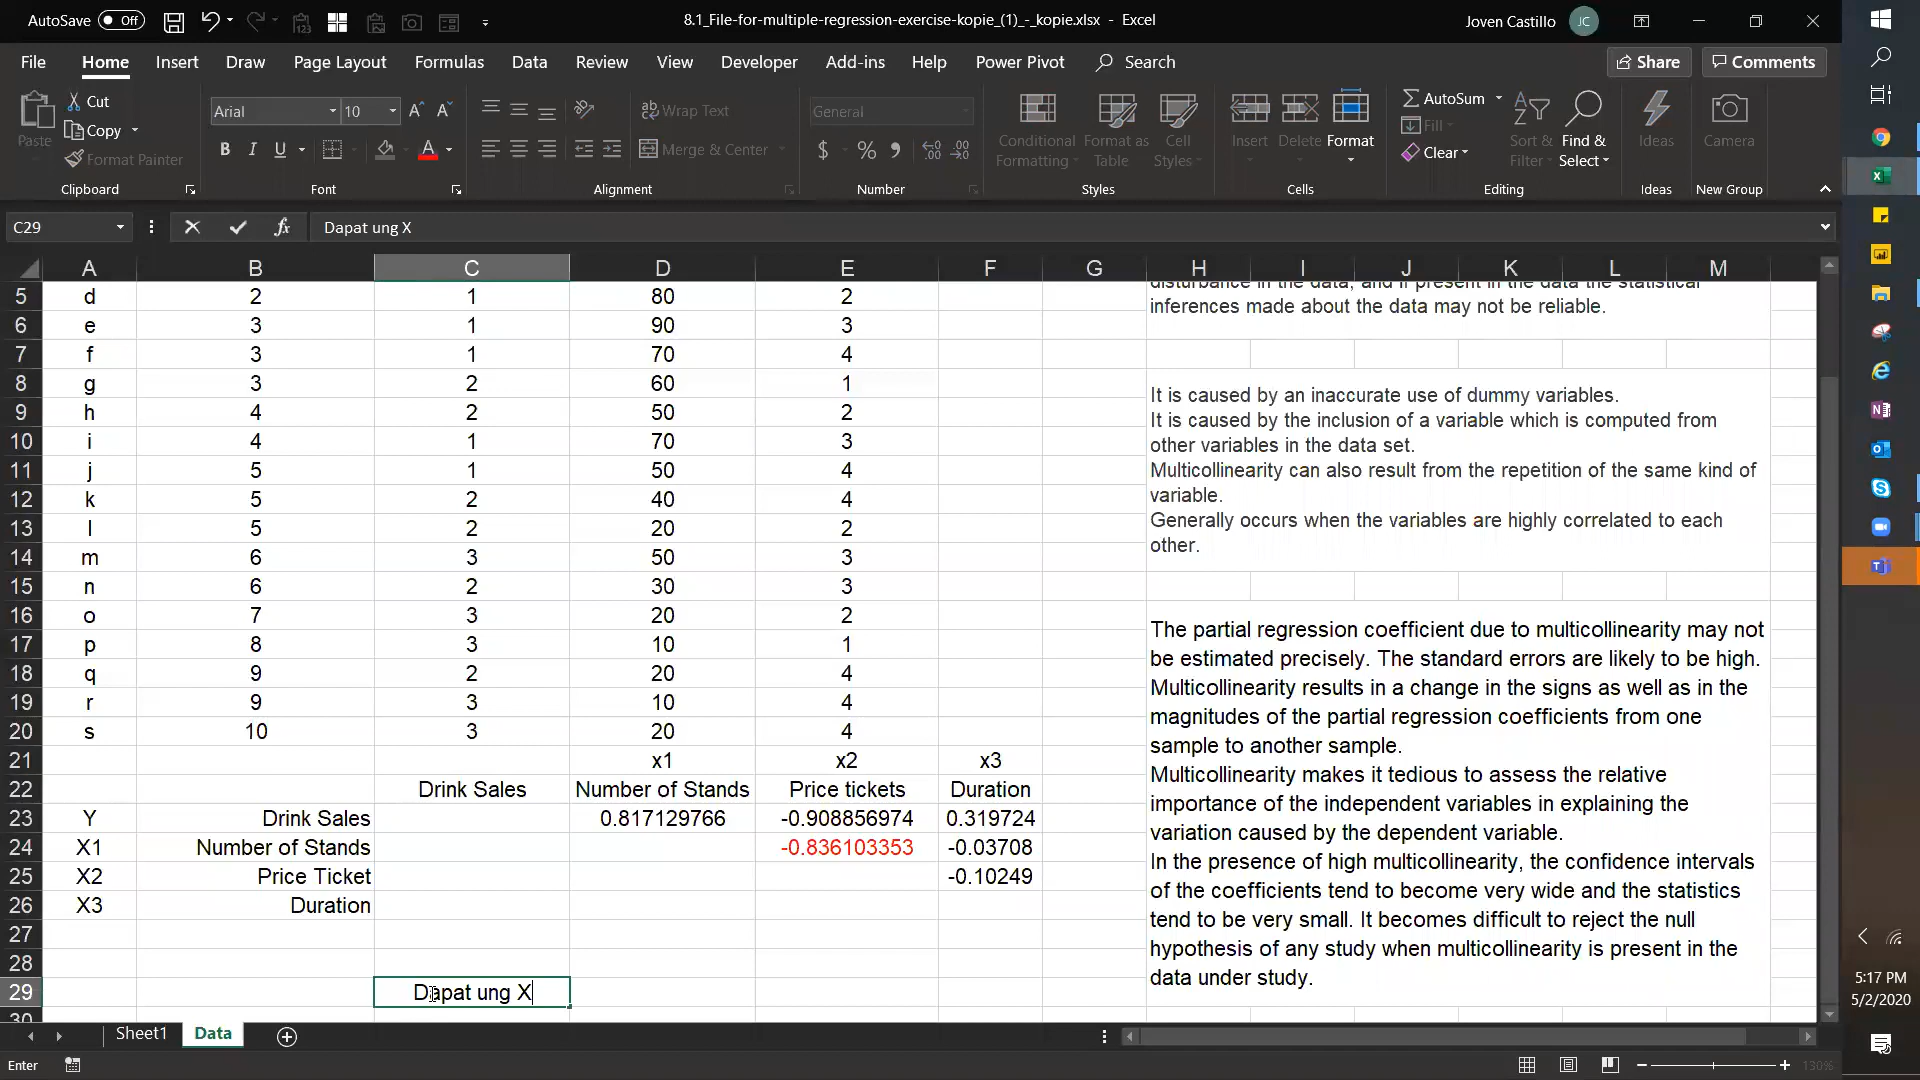 AutoSave Off
8.1_File-for-multiple-regression-exercise-kopie_(1)_-_kopie.xlsx - Excel
Joven Castillo JC
File Home Insert Draw Page Layout Formulas Data Review View Developer Add-ins Help Power Pivot Search Share Comments
Paste
Cut
Copy
Format Painter
Arial 10
B I U A
Wrap Text
Merge & Center
General
$ % 9
Conditional Formatting
Format as Table
Cell Styles
Insert Delete Format
AutoSum
Fill
Clear
Sort & Filter
Find & Select
Ideas
Camera
Clipboard Font Alignment Number Styles Cells Editing Ideas New Group
C29 fx Dapat ung X
A B C D E F G H I J K L M
5 d 2 1 80 2
6 e 3 1 90 3
7 f 3 1 70 4
8 g 3 2 60 1
9 h 4 2 50 2
10 i 4 1 70 3
11 j 5 1 50 4
12 k 5 2 40 4
13 l 5 2 20 2
14 m 6 3 50 3
15 n 6 2 30 3
16 o 7 3 20 2
17 p 8 3 10 1
18 q 9 2 20 4
19 r 9 3 10 4
20 s 10 3 20 4
21 x1 x2 x3
22 Drink Sales Number of Stands Price tickets Duration
23 Y Drink Sales 0.817129766 -0.908856974 0.319724
24 X1 Number of Stands -0.836103353 -0.03708
25 X2 Price Ticket -0.10249
26 X3 Duration
27
28
29 Dapat ung X
30
disturbance in the data, and if present in the data the statistical
inferences made about the data may not be reliable.
It is caused by an inaccurate use of dummy variables.
It is caused by the inclusion of a variable which is computed from
other variables in the data set.
Multicollinearity can also result from the repetition of the same kind of
variable.
Generally occurs when the variables are highly correlated to each
other.
The partial regression coefficient due to multicollinearity may not
be estimated precisely. The standard errors are likely to be high.
Multicollinearity results in a change in the signs as well as in the
magnitudes of the partial regression coefficients from one
sample to another sample.
Multicollinearity makes it tedious to assess the relative
importance of the independent variables in explaining the
variation caused by the dependent variable.
In the presence of high multicollinearity, the confidence intervals
of the coefficients tend to become very wide and the statistics
tend to be very small. It becomes difficult to reject the null
hypothesis of any study when multicollinearity is present in the
data under study.
Sheet1 Data
Enter
130%
5:17 PM
5/2/2020